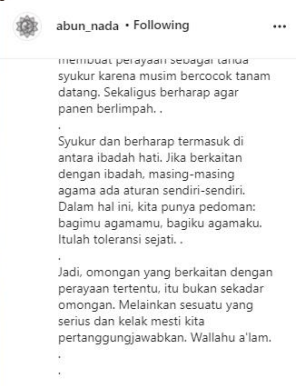 abun_nada • Following
membuat perayaan sebagai tanda
syukur karena musim bercocok tanam
datang. Sekaligus berharap agar
panen berlimpah. .
.
Syukur dan berharap termasuk di
antara ibadah hati. Jika berkaitan
dengan ibadah, masing-masing
agama ada aturan sendiri-sendiri.
Dalam hal ini, kita punya pedoman:
bagimu agamamu, bagiku agamaku.
Itulah toleransi sejati. .
.
Jadi, omongan yang berkaitan dengan
perayaan tertentu, itu bukan sekadar
omongan. Melainkan sesuatu yang
serius dan kelak mesti kita
pertanggungjawabkan. Wallahu a'lam.
.
.